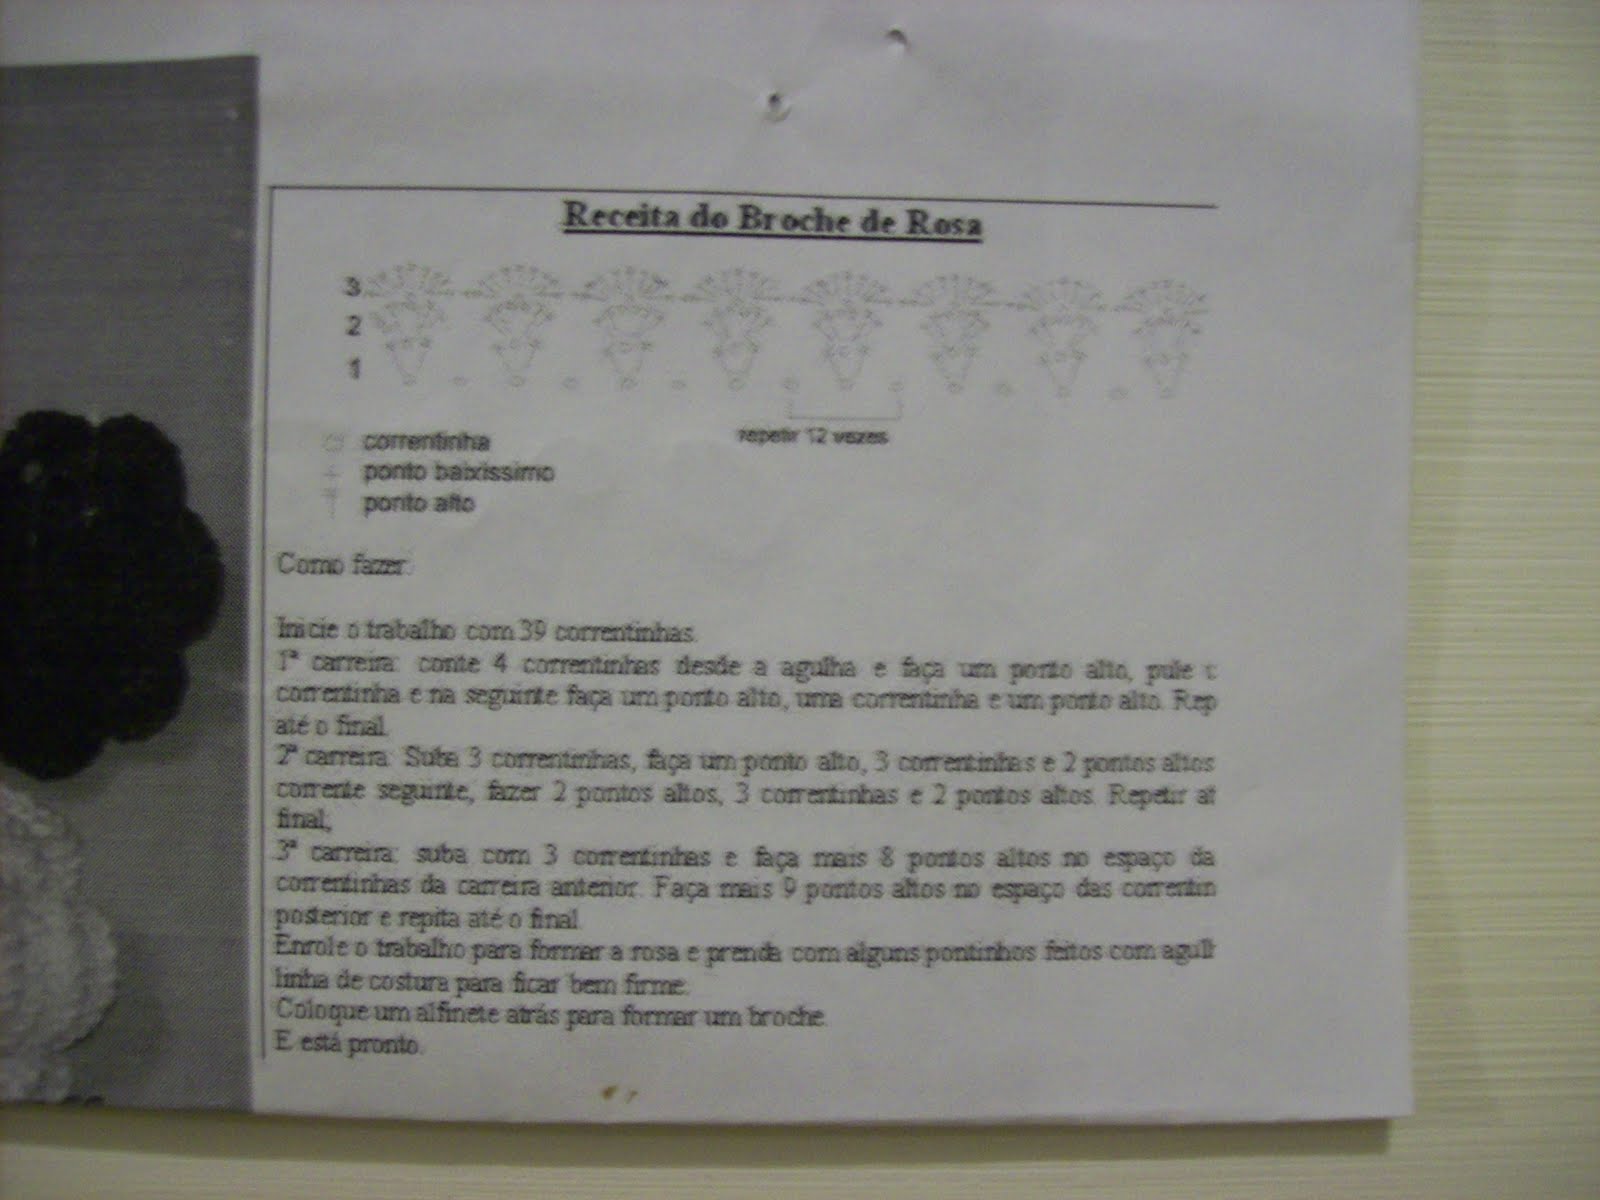 Receita do Broche de Rosa
3
2
1
repetir 12 vezes
correntinha
ponto baixíssimo
ponto alto
Como fazer:
Inicie o trabalho com 39 correntinhas.
1ª carreira: conte 4 correntinhas desde a agulha e faça um ponto alto, pule
correntinha e na seguinte faça um ponto alto, uma correntinha e um ponto alto. Rep
até o final.
2ª carreira: Suba 3 correntinhas, faça um ponto alto, 3 correntinhas e 2 pontos altos
corrente seguinte, fazer 2 pontos altos, 3 correntinhas e 2 pontos altos. Repetir at
final;
3ª carreira: suba com 3 correntinhas e faça mais 8 pontos altos no espaço da
correntinhas da carreira anterior. Faça mais 9 pontos altos no espaço das correntin
posterior e repita até o final.
Enrole o trabalho para formar a rosa e prenda com alguns pontinhos feitos com agulh
linha de costura para ficar bem firme.
Coloque um alfinete atrás para formar um broche.
E está pronto.